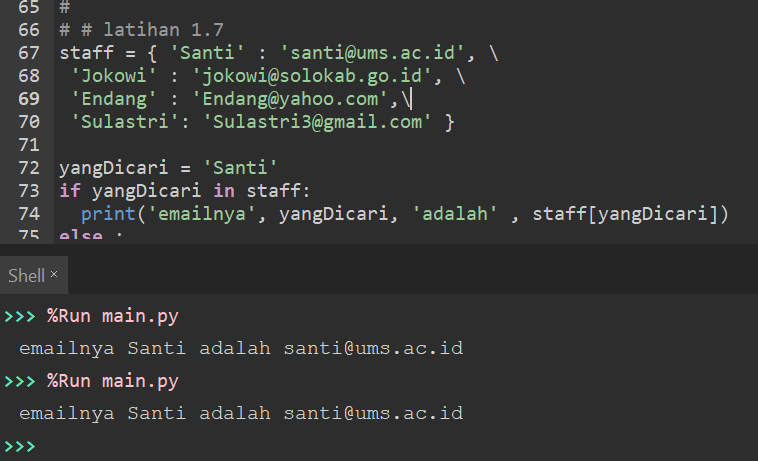 65 #
66 # # latihan 1.7
67 staff = { 'Santi' : 'santi@ums.ac.id', \
68  'Jokowi' : 'jokowi@solokab.go.id', \
69  'Endang' : 'Endang@yahoo.com',\
70  'Sulastri': 'Sulastri3@gmail.com' }
71
72 yangDicari = 'Santi'
73 if yangDicari in staff:
74   print('emailnya', yangDicari, 'adalah' , staff[yangDicari])
75 else :
Shell ×
>>> %Run main.py
 emailnya Santi adalah santi@ums.ac.id
>>> %Run main.py
 emailnya Santi adalah santi@ums.ac.id
>>>